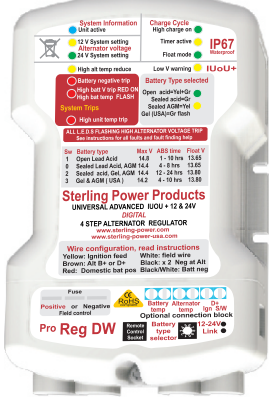 System Information
Charge Cycle
Unit active
High charge on
12 V System setting
Timer active
IP67
Waterproof
Alternator voltage
24 V System setting
Float mode
High alt temp reduce
Low V warning
IUoU+
Battery negative trip
Battery Type selected
High batt V trip RED ON
High bat temp FLASH
Open acid=Yel+Gr
Sealed acid=Gr
System Trips
Sealed AGM=Yel
High unit temp trip
Gel (USA)=Gr flash
ALL L.E.D.S FLASHING HIGH ALTERNATOR VOLTAGE TRIP
See instructions for all faults and fault finding help
Sw Battery type Max V ABS time Float V
1 Open Lead Acid 14.8 1 - 10 hrs 13.65
0 Sealed Lead Acid, AGM 14.4 4 - 8 hrs 13.65
2 Sealed acid, Gel, AGM 14.4 12 - 24 hrs 13.80
3 Gel & AGM ( USA ) 14.2 4 - 10 hrs 13.80
Sterling Power Products
UNIVERSAL ADVANCED IUOU + 12 & 24V
DIGITAL
4 STEP ALTERNATOR REGULATOR
www.sterling-power.com
www.sterling-power-usa.com
Wire configuration, read instructions
Yellow: Ignition feed White: field wire
Brown: Alt B+ or D+ Black: x 2 Neg at Alt
Red: Domestic bat pos Black/White: Batt neg
Fuse
Positive or Negative
Field control
RoHS
Battery temp
Alternator temp
D+
Ign S/W
Optional connection block
Pro Reg DW
Remote
Control
Socket
Battery
type
selector
12-24V
Link